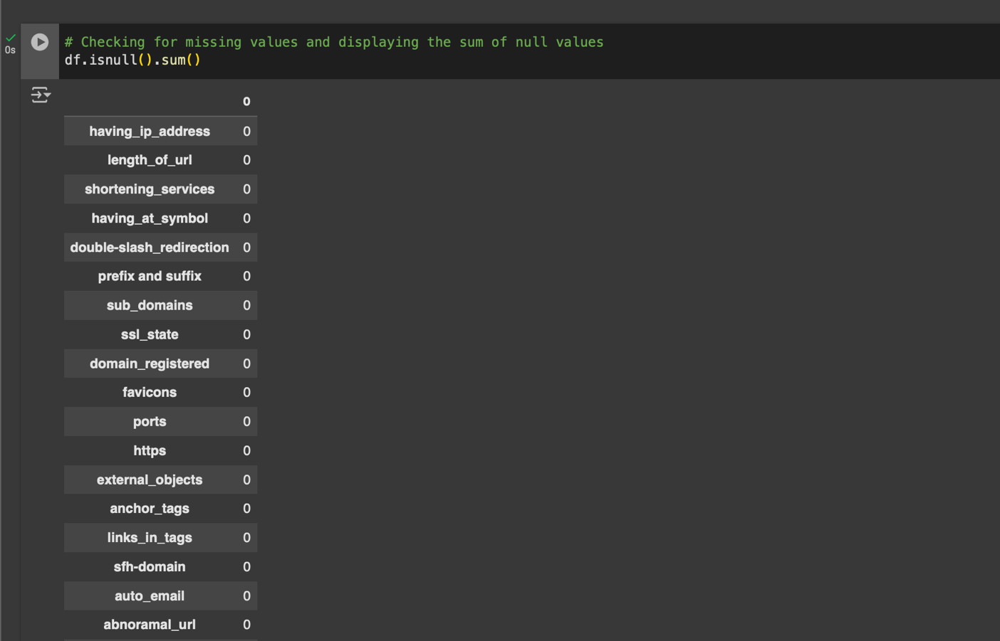 # Checking for missing values and displaying the sum of null values
0s
df.isnull().sum()
0
having_ip_address 0
length_of_url 0
shortening_services 0
having_at_symbol 0
double-slash_redirection 0
prefix and suffix 0
sub_domains 0
ssl_state 0
domain_registered 0
favicons 0
ports 0
https 0
external_objects 0
anchor_tags 0
links_in_tags 0
sfh-domain 0
auto_email 0
abnoramal_url 0